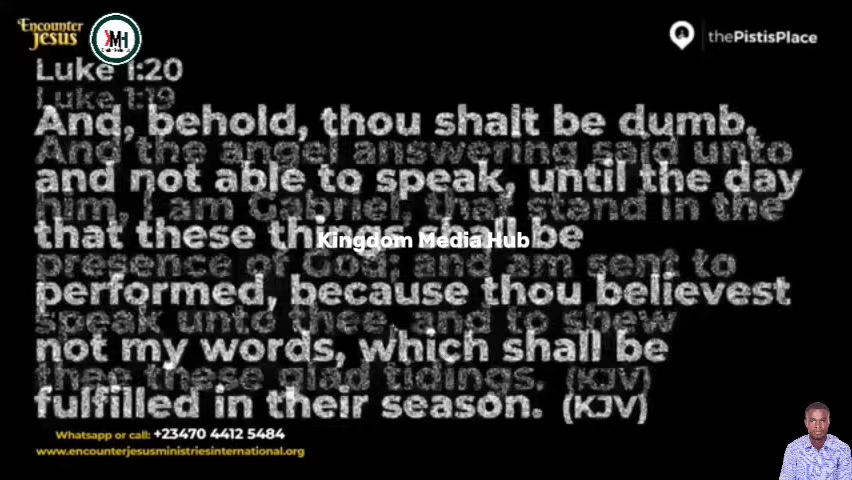 Encounter
Jesus
KMH
thePistisPlace
Luke 1:20
Luke 1:19
And, behold, thou shalt be dumb,
And the angel answering said unto
and not able to speak, until the day
him, I am Gabriel, that stand in the
that these things shall be
Kingdom Media Hub
presence of God; and am sent to
performed, because thou believest
speak unto thee, and to shew
not my words, which shall be
thee these glad tidings. (KJV)
fulfilled in their season. (KJV)
Whatsapp or call: +23470 4412 5484
www.encounterjesusministriesinternational.org